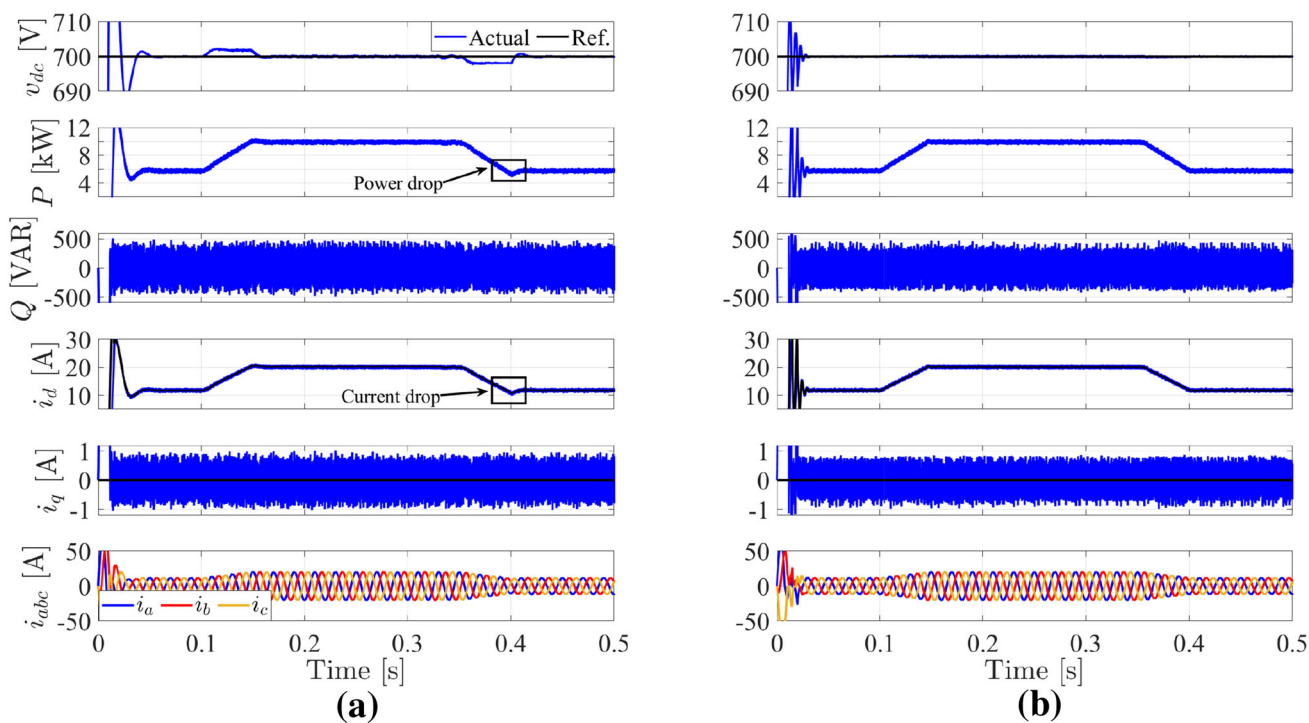 710
700
690
v_dc [V]
Actual
Ref.
12
8
4
P [kW]
Power drop
500
0
-500
Q [VAR]
30
20
10
i_d [A]
Current drop
1
0
-1
i_q [A]
50
0
-50
i_abc [A]
i_a
i_b
i_c
0 0.1 0.2 0.3 0.4 0.5
Time [s]
(a)
710
700
690
12
8
4
500
0
-500
30
20
10
1
0
-1
50
0
-50
0 0.1 0.2 0.3 0.4 0.5
Time [s]
(b)